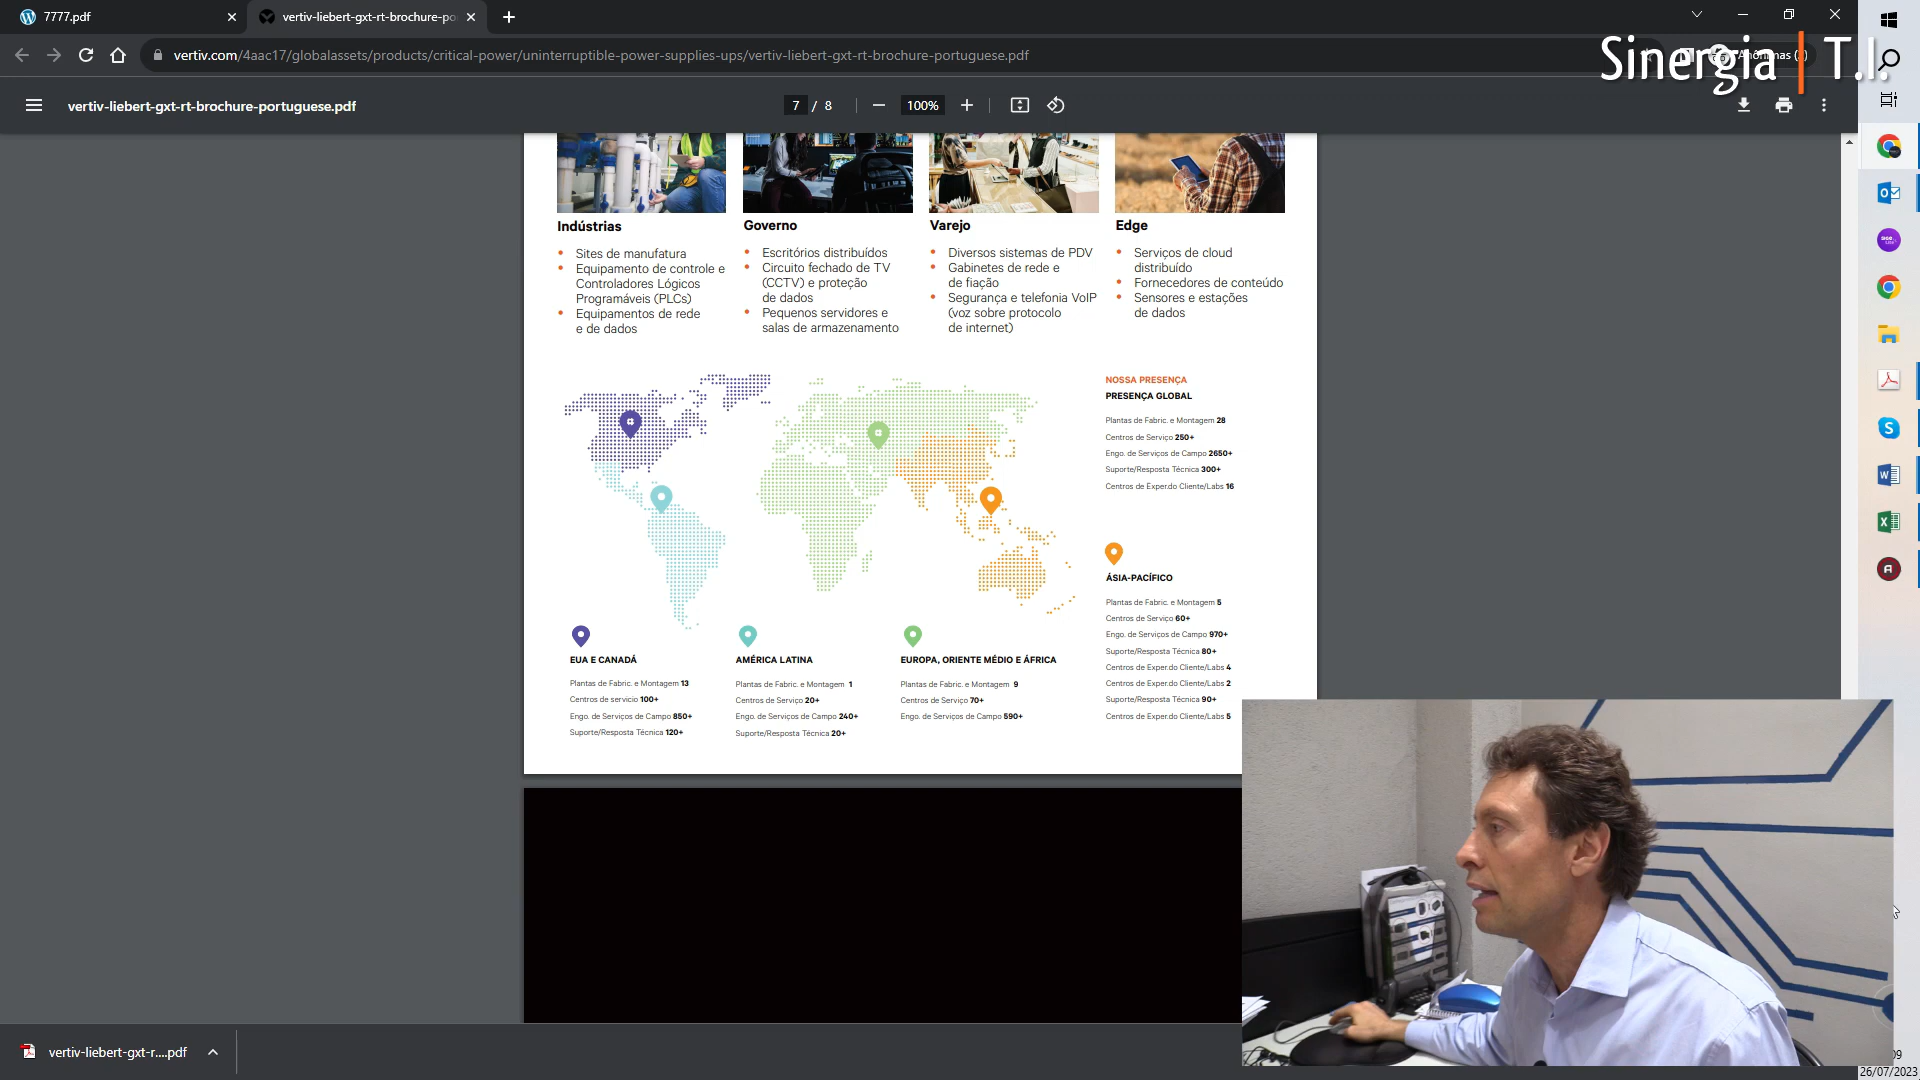 7777.pdf
vertiv-liebert-gxt-rt-brochure-po
vertiv.com/4aac17/globalassets/products/critical-power/uninterruptible-power-supplies-ups/vertiv-liebert-gxt-rt-brochure-portuguese.pdf
Sinergia | T.I.
vertiv-liebert-gxt-rt-brochure-portuguese.pdf
7 / 8
100%
Indústrias
• Sites de manufatura
• Equipamento de controle e
Controladores Lógicos
Programáveis (PLCs)
• Equipamentos de rede
e de dados
Governo
• Escritórios distribuídos
• Circuito fechado de TV
(CCTV) e proteção
de dados
• Pequenos servidores e
salas de armazenamento
Varejo
• Diversos sistemas de PDV
• Gabinetes de rede e
de fiação
• Segurança e telefonia VoIP
(voz sobre protocolo
de internet)
Edge
• Serviços de cloud
distribuído
• Fornecedores de conteúdo
• Sensores e estações
de dados
NOSSA PRESENÇA
PRESENÇA GLOBAL
Plantas de Fabric. e Montagem 28
Centros de Serviço 250+
Engo. de Serviços de Campo 2650+
Suporte/Resposta Técnica 300+
Centros de Exper.do Cliente/Labs 16
ÁSIA-PACÍFICO
Plantas de Fabric. e Montagem 5
Centros de Serviço 60+
Engo. de Serviços de Campo 970+
Suporte/Resposta Técnica 80+
Centros de Exper.do Cliente/Labs 4
Centros de Exper.do Cliente/Labs 2
Suporte/Resposta Técnica 90+
Centros de Exper.do Cliente/Labs 5
EUA E CANADÁ
Plantas de Fabric. e Montagem 13
Centros de servicio 100+
Engo. de Serviços de Campo 850+
Suporte/Resposta Técnica 120+
AMÉRICA LATINA
Plantas de Fabric. e Montagem 1
Centros de Serviço 20+
Engo. de Serviços de Campo 240+
Suporte/Resposta Técnica 20+
EUROPA, ORIENTE MÉDIO E ÁFRICA
Plantas de Fabric. e Montagem 9
Centros de Serviço 70+
Engo. de Serviços de Campo 590+
vertiv-liebert-gxt-r....pdf
26/07/2023